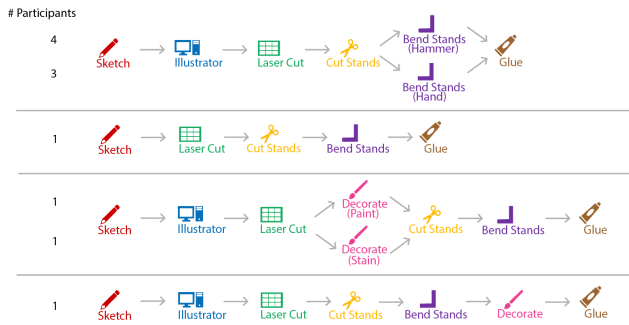 # Participants
4
3
Sketch
Illustrator
Laser Cut
Cut Stands
Bend Stands
(Hammer)
Bend Stands
(Hand)
Glue
1
Sketch
Laser Cut
Cut Stands
Bend Stands
Glue
1
1
Sketch
Illustrator
Laser Cut
Decorate
(Paint)
Decorate
(Stain)
Cut Stands
Bend Stands
Glue
1
Sketch
Illustrator
Laser Cut
Cut Stands
Bend Stands
Decorate
Glue